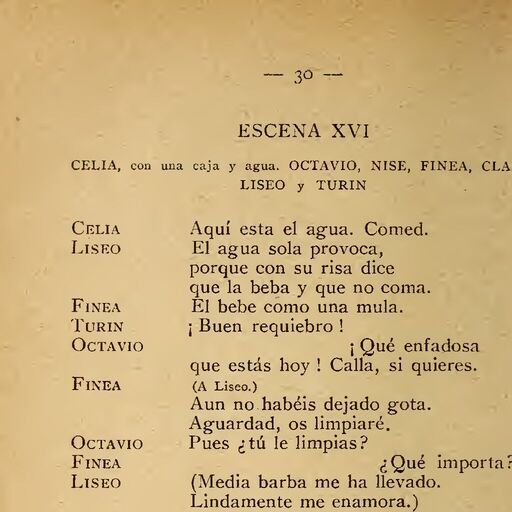 — 30 —
ESCENA XVI
CELIA, con una caja y agua. OCTAVIO, NISE, FINEA, CLA
LISEO y TURIN
CELIA Aquí esta el agua. Comed.
LISEO El agua sola provoca,
porque con su risa dice
que la beba y que no coma.
FINEA El bebe como una mula.
TURIN ¡Buen requiebro!
OCTAVIO ¡Qué enfadosa
que estás hoy! Calla, si quieres.
FINEA (A Liseo.)
Aun no habéis dejado gota.
Aguardad, os limpiaré.
OCTAVIO Pues ¿tú le limpias?
FINEA ¿Qué importa?
LISEO (Media barba me ha llevado.
Lindamente me enamora.)